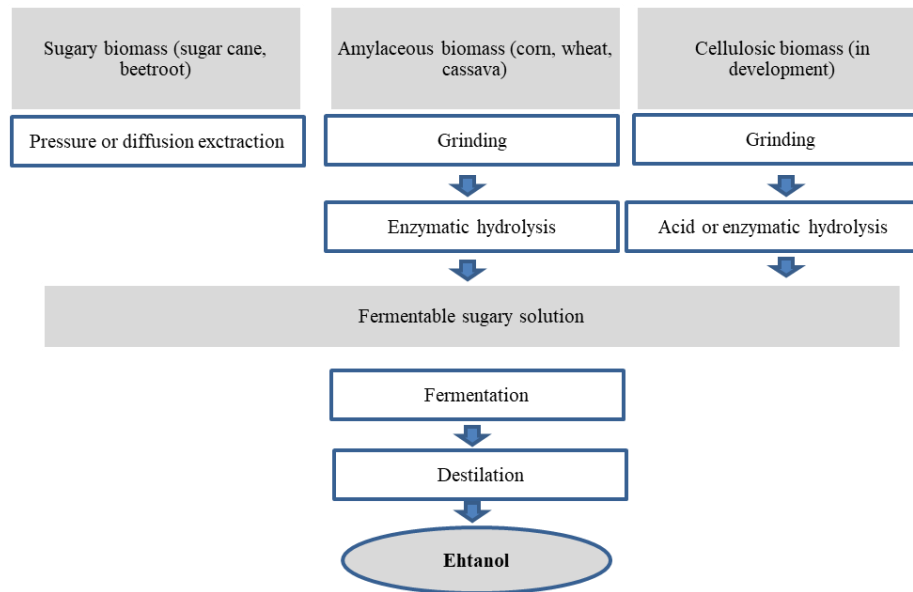 Sugary biomass (sugar cane,
beetroot)
Amylaceous biomass (corn, wheat,
cassava)
Cellulosic biomass (in
development)
Pressure or diffusion exctraction
Grinding
Grinding
Enzymatic hydrolysis
Acid or enzymatic hydrolysis
Fermentable sugary solution
Fermentation
Destilation
Ehtanol